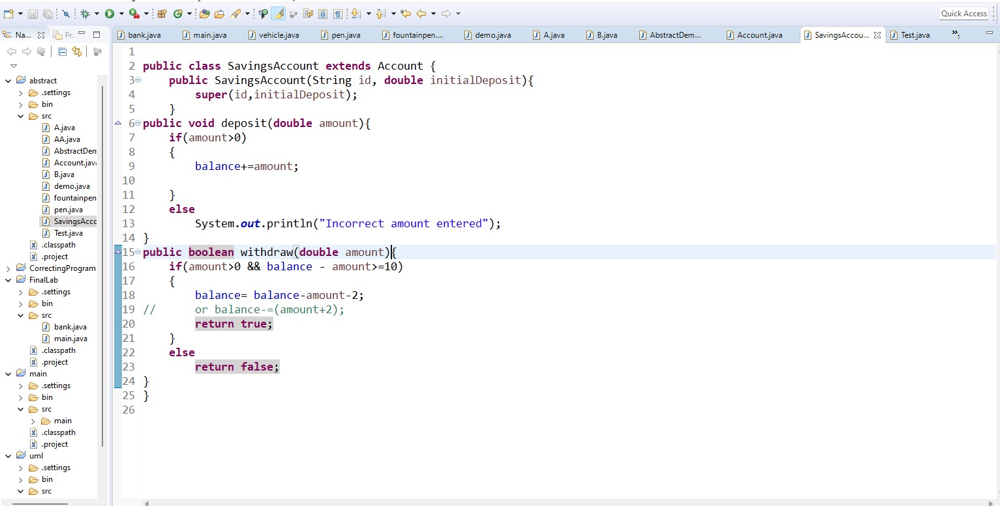 Quick Access
Na...
Pr.
bank.java
main.java
vehicle.java
pen.java
fountainpen....
demo.java
A.java
B.java
AbstractDem...
Account.java
SavingsAccou...
Test.java
»1
abstract
.settings
bin
src
A.java
AA.java
AbstractDem
Account.java
B.java
demo.java
fountainpen
pen.java
SavingsAcco
Test.java
.classpath
.project
CorrectingProgram
FinalLab
.settings
bin
src
bank.java
main.java
.classpath
.project
main
.settings
bin
src
main
.classpath
.project
uml
.settings
bin
src
1
2 public class SavingsAccount extends Account {
3     public SavingsAccount(String id, double initialDeposit){
4         super(id,initialDeposit);
5     }
6 public void deposit(double amount){
7     if(amount>0)
8     {
9         balance+=amount;
10
11     }
12     else
13         System.out.println("Incorrect amount entered");
14 }
15 public boolean withdraw(double amount){
16     if(amount>0 && balance - amount>=10)
17     {
18         balance= balance-amount-2;
19 //      or balance-=(amount+2);
20         return true;
21     }
22     else
23         return false;
24 }
25 }
26